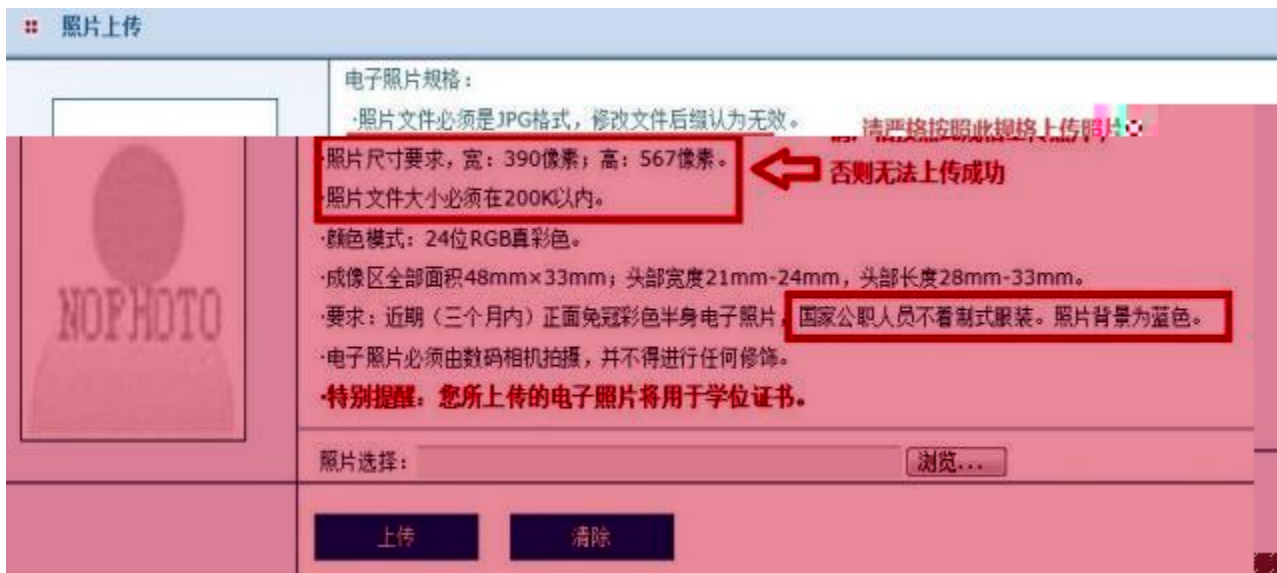 照片上传
电子照片规格：
·照片文件必须是JPG格式，修改文件后缀认为无效。
请严格按照此规格上传照片，
·照片尺寸要求，宽：390像素；高：567像素。
否则无法上传成功
·照片文件大小必须在200K以内。
·颜色模式：24位RGB真彩色。
·成像区全部面积48mm×33mm；头部宽度21mm-24mm，头部长度28mm-33mm。
NOPHOTO
·要求：近期（三个月内）正面免冠彩色半身电子照片，国家公职人员不着制式服装。照片背景为蓝色。
·电子照片必须由数码相机拍摄，并不得进行任何修饰。
·特别提醒：您所上传的电子照片将用于学位证书。
照片选择：
浏览...
上传
清除